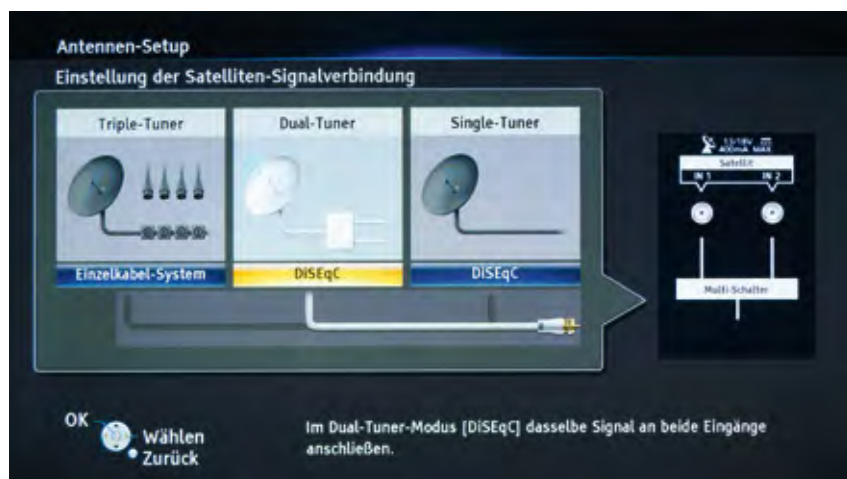 Antennen-Setup
Einstellung der Satelliten-Signalverbindung
Triple-Tuner
Dual-Tuner
Single-Tuner
Einzelkabel-System
DiSEqC
DiSEqC
13/18V
400mA MAX
Satellit
IN 1
IN 2
Multi-Schalter
OK
Wählen
Zurück
Im Dual-Tuner-Modus [DiSEqC] dasselbe Signal an beide Eingänge
anschließen.